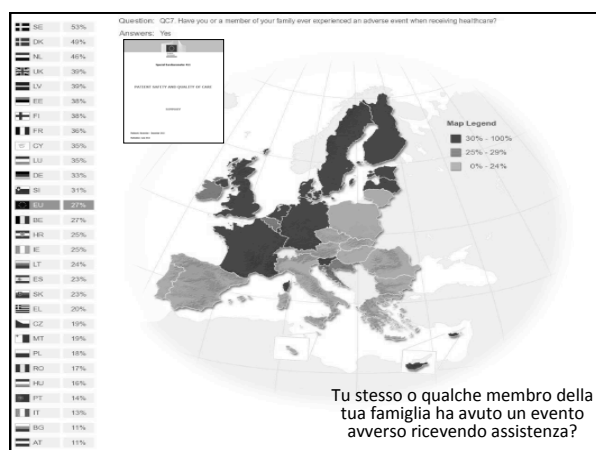 Question: QC7. Have you or a member of your family ever experienced an adverse event when receiving healthcare?
Answers: Yes
SE 53%
DK 49%
NL 46%
UK 39%
LV 39%
EE 38%
FI 38%
FR 36%
CY 35%
LU 35%
DE 33%
SI 31%
EU 27%
BE 27%
HR 25%
IE 25%
LT 24%
ES 23%
SK 23%
EL 20%
CZ 19%
MT 19%
PL 18%
RO 17%
HU 16%
PT 14%
IT 13%
BG 11%
AT 11%
PATIENT SAFETY AND QUALITY OF CARE
Map Legend
30% - 100%
25% - 29%
0% - 24%
Tu stesso o qualche membro della
tua famiglia ha avuto un evento
avverso ricevendo assistenza?